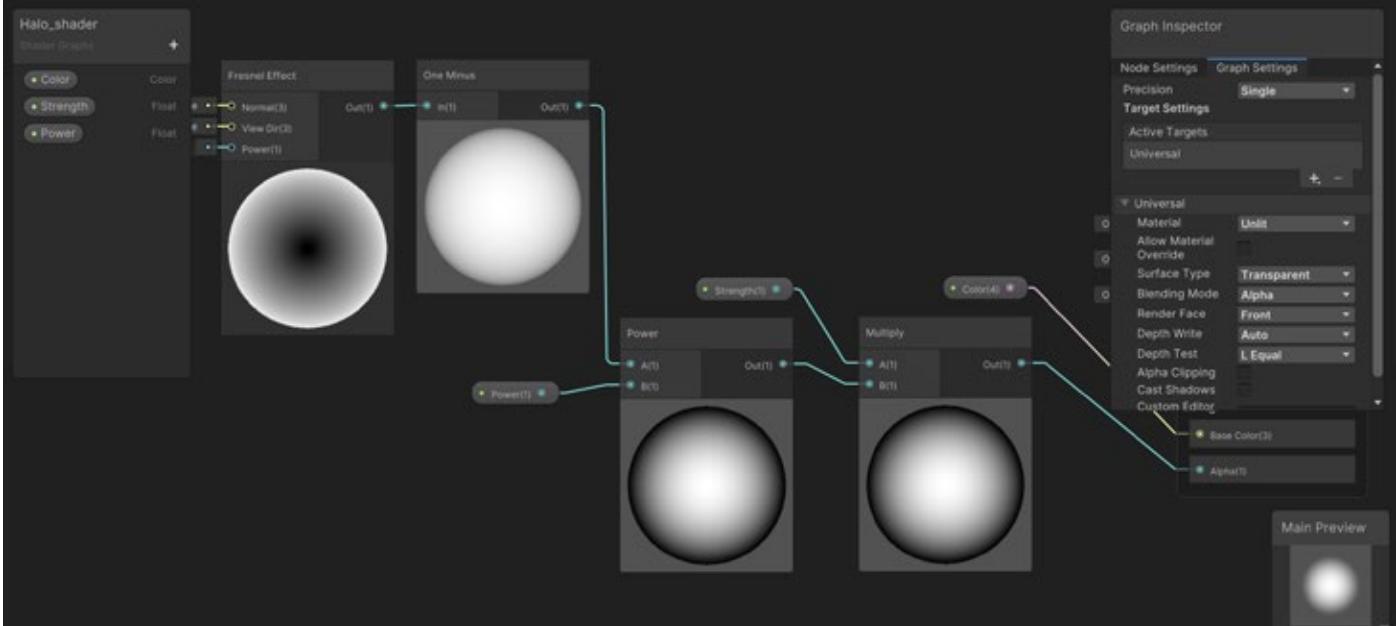 Halo_shader
Shader Graphs
Color Color
Strength Float
Power Float
Fresnel Effect
Normal(3) Out(1)
View Dir(3)
Power(1)
One Minus
In(1) Out(1)
Strength(1)
Color(4)
Power(1)
Power
A(1) Out(1)
B(1)
Multiply
A(1) Out(1)
B(1)
Graph Inspector
Node Settings Graph Settings
Precision Single
Target Settings
Active Targets
Universal
Universal
Material Unlit
Allow Material
Override
Surface Type Transparent
Blending Mode Alpha
Render Face Front
Depth Write Auto
Depth Test L Equal
Alpha Clipping
Cast Shadows
Custom Editor
Base Color(3)
Alpha(1)
Main Preview